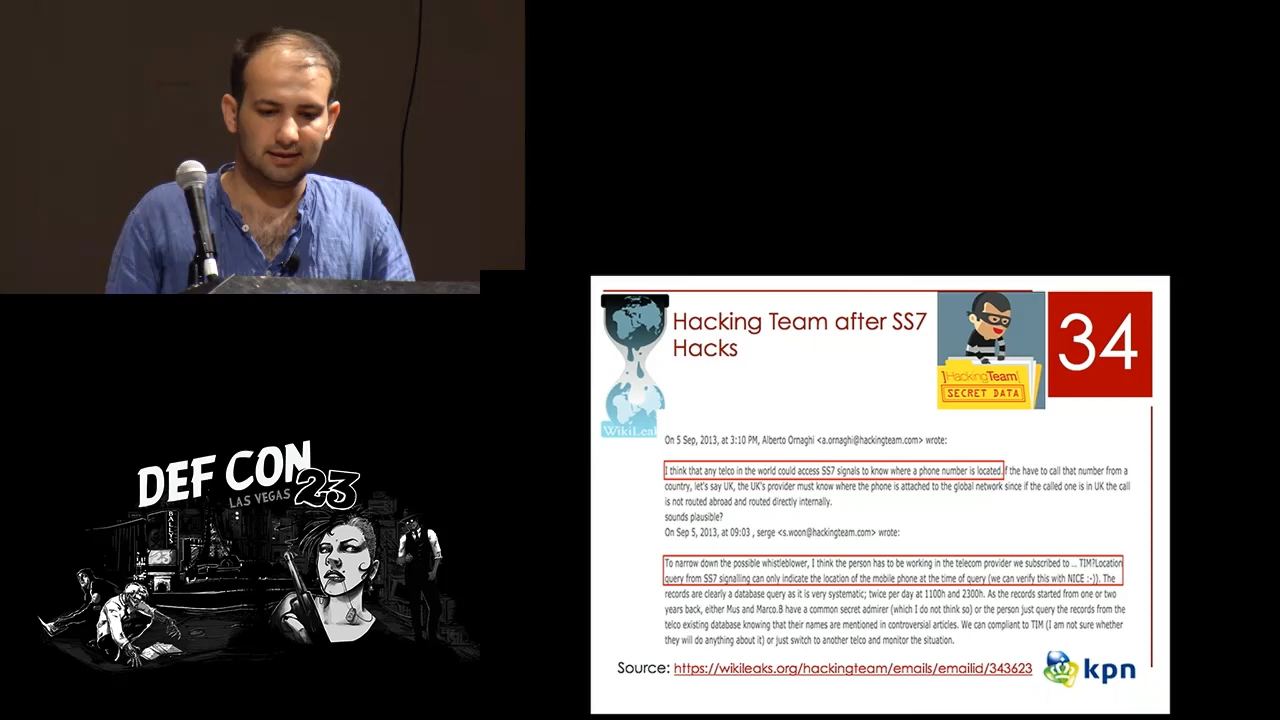 Hacking Team after SS7
Hacks
34
]HackingTeam[
SECRET DATA
WikiLeak
On 5 Sep, 2013, at 3:10 PM, Alberto Ornaghi <a.ornaghi@hackingteam.com> wrote:
I think that any telco in the world could access SS7 signals to know where a phone number is located. if the have to call that number from a
country, let's say UK, the UK's provider must know where the phone is attached to the global network since if the called one is in UK the call
is not routed abroad and routed directly internally.
sounds plausible?
On Sep 5, 2013, at 09:03 , serge <s.woon@hackingteam.com> wrote:
To narrow down the possible whistleblower, I think the person has to be working in the telecom provider we subscribed to ... TIM?Location
query from SS7 signalling can only indicate the location of the mobile phone at the time of query (we can verify this with NICE :-)). The
records are clearly a database query as it is very systematic; twice per day at 1100h and 2300h. As the records started from one or two
years back, either Mus and Marco.B have a common secret admirer (which I do not think so) or the person just query the records from the
telco existing database knowing that their names are mentioned in controversial articles. We can compliant to TIM (I am not sure whether
they will do anything about it) or just switch to another telco and monitor the situation.
Source: https://wikileaks.org/hackingteam/emails/emailid/343623
kpn
DEF CON
LAS VEGAS 23
BALLYS